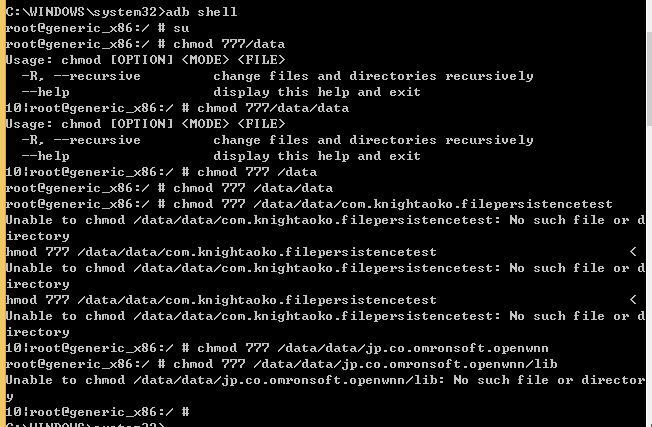 C:\WINDOWS\system32>adb shell
root@generic_x86:/ # su
root@generic_x86:/ # chmod 777/data
Usage: chmod [OPTION] <MODE> <FILE>
  -R, --recursive         change files and directories recursively
  --help                  display this help and exit
10|root@generic_x86:/ # chmod 777/data/data
Usage: chmod [OPTION] <MODE> <FILE>
  -R, --recursive         change files and directories recursively
  --help                  display this help and exit
10|root@generic_x86:/ # chmod 777 /data
root@generic_x86:/ # chmod 777 /data/data
root@generic_x86:/ # chmod 777 /data/data/com.knightaoko.filepersistencetest
Unable to chmod /data/data/com.knightaoko.filepersistencetest: No such file or d
irectory
hmod 777 /data/data/com.knightaoko.filepersistencetest                         <
Unable to chmod /data/data/com.knightaoko.filepersistencetest: No such file or d
irectory
hmod 777 /data/data/com.knightaoko.filepersistencetest                         <
Unable to chmod /data/data/com.knightaoko.filepersistencetest: No such file or d
irectory
10|root@generic_x86:/ # chmod 777 /data/data/jp.co.omronsoft.openwnn
root@generic_x86:/ # chmod 777 /data/data/jp.co.omronsoft.openwnn/lib
Unable to chmod /data/data/jp.co.omronsoft.openwnn/lib: No such file or director
y
10|root@generic_x86:/ #
C:\WINDOWS\system32>